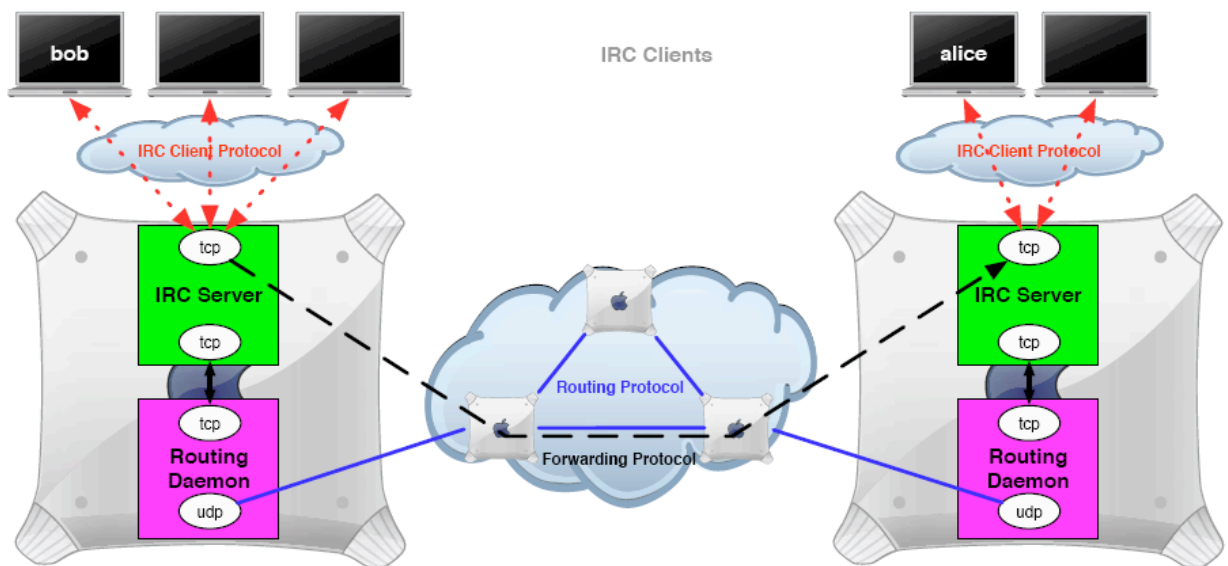 bob
IRC Clients
alice
IRC Client Protocol
IRC Client Protocol
tcp
IRC Server
tcp
tcp
Routing
Daemon
udp
Routing Protocol
Forwarding Protocol
tcp
IRC Server
tcp
tcp
Routing
Daemon
udp